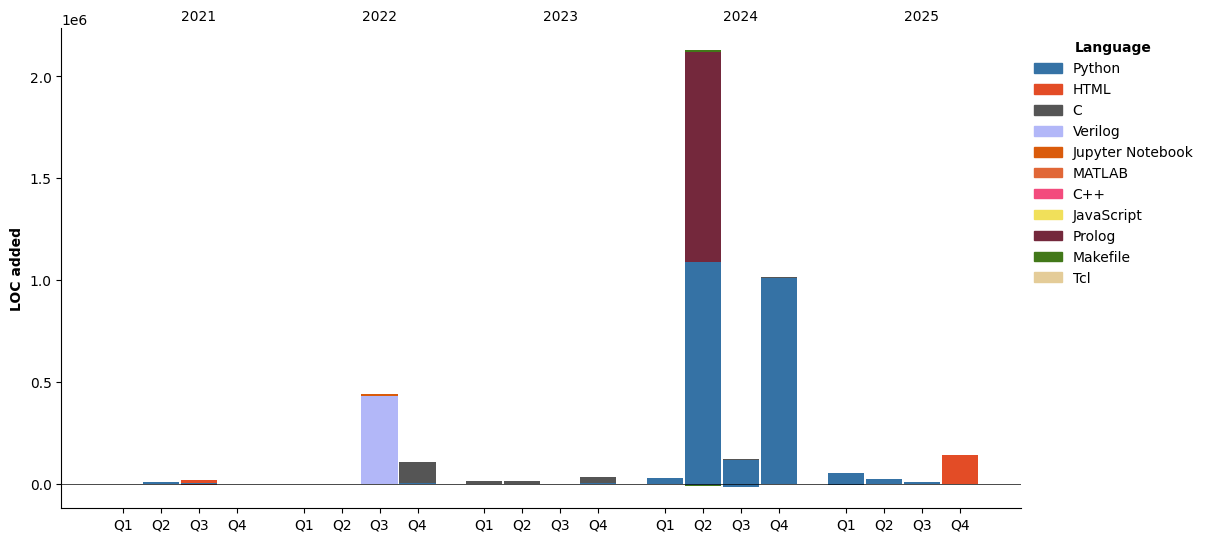 1e6
2021 2022 2023 2024 2025
LOC added
2.0
1.5
1.0
0.5
0.0
Q1 Q2 Q3 Q4 Q1 Q2 Q3 Q4 Q1 Q2 Q3 Q4 Q1 Q2 Q3 Q4 Q1 Q2 Q3 Q4
Language
Python
HTML
C
Verilog
Jupyter Notebook
MATLAB
C++
JavaScript
Prolog
Makefile
Tcl